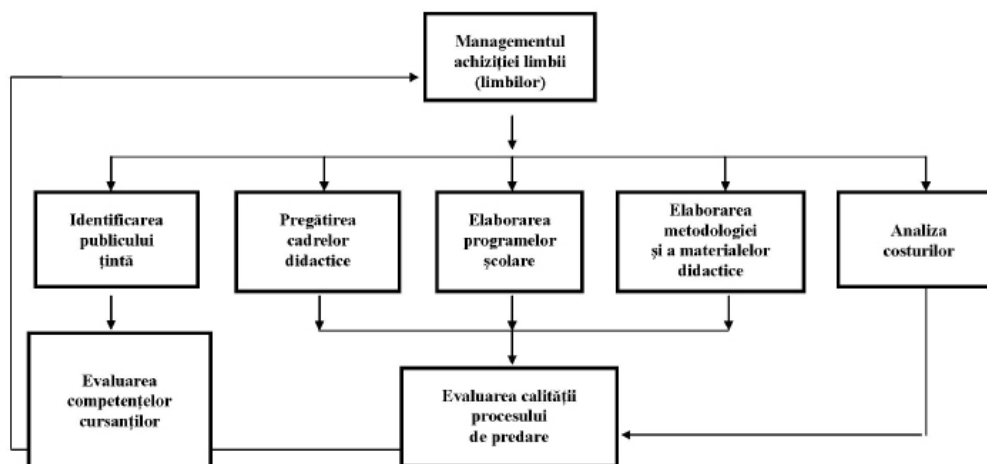 Managementul
achiziției limbii
(limbilor)
Identificarea
publicului
țintă
Pregătirea
cadrelor
didactice
Elaborarea
programelor
școlare
Elaborarea
metodologiei
și a materialelor
didactice
Analiza
costurilor
Evaluarea
competențelor
cursanților
Evaluarea calității
procesului
de predare